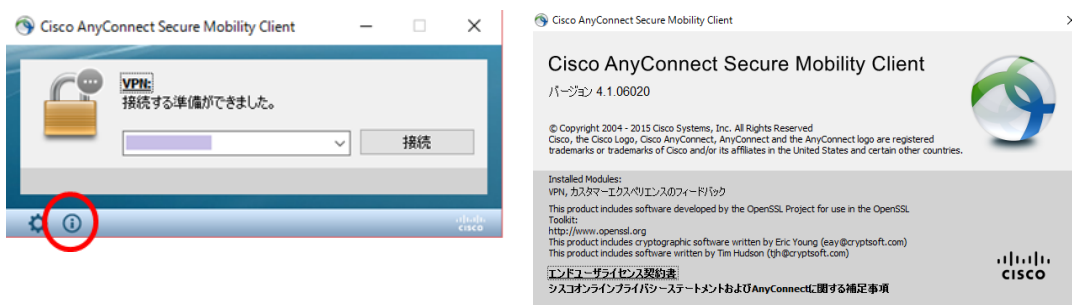 Cisco AnyConnect Secure Mobility Client
VPN:
接続する準備ができました。
接続
CISCO
Cisco AnyConnect Secure Mobility Client
Cisco AnyConnect Secure Mobility Client
バージョン 4.1.06020
© Copyright 2004 - 2015 Cisco Systems, Inc. All Rights Reserved
Cisco, the Cisco Logo, Cisco AnyConnect, AnyConnect and the AnyConnect logo are registered
trademarks or trademarks of Cisco and/or its affiliates in the United States and certain other countries.
Installed Modules:
VPN, カスタマーエクスペリエンスのフィードバック
This product includes software developed by the OpenSSL Project for use in the OpenSSL
Toolkit:
http://www.openssl.org
This product includes cryptographic software written by Eric Young (eay@cryptsoft.com)
This product includes software written by Tim Hudson (tjh@cryptsoft.com)
エンドユーザライセンス契約書
シスコオンラインプライバシーステートメントおよびAnyConnectに関する補足事項
CISCO